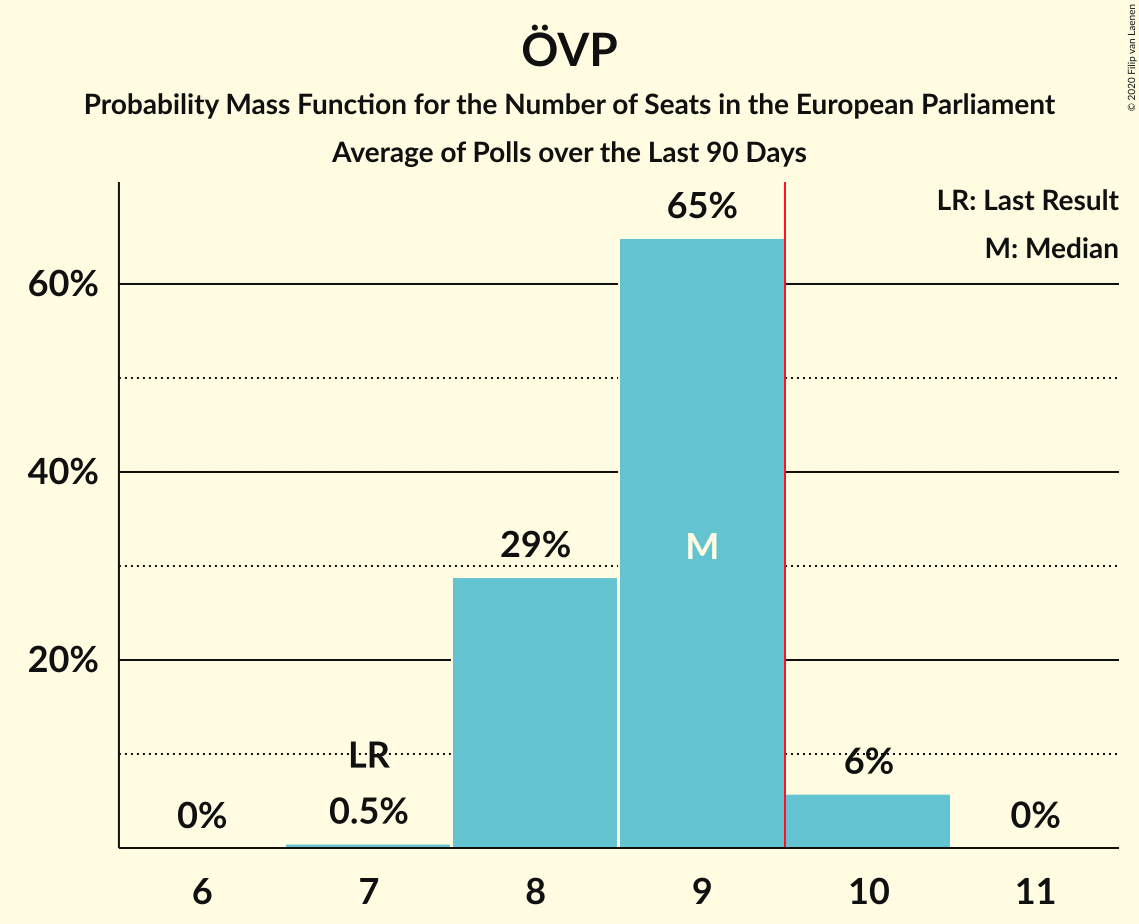 ÖVP
Probability Mass Function for the Number of Seats in the European Parliament
Average of Polls over the Last 90 Days
© 2020 Filip van Laenen
LR: Last Result
M: Median
65%
60%
40%
29%
M
20%
LR
6%
0%
0.5%
0%
6
7
8
9
10
11